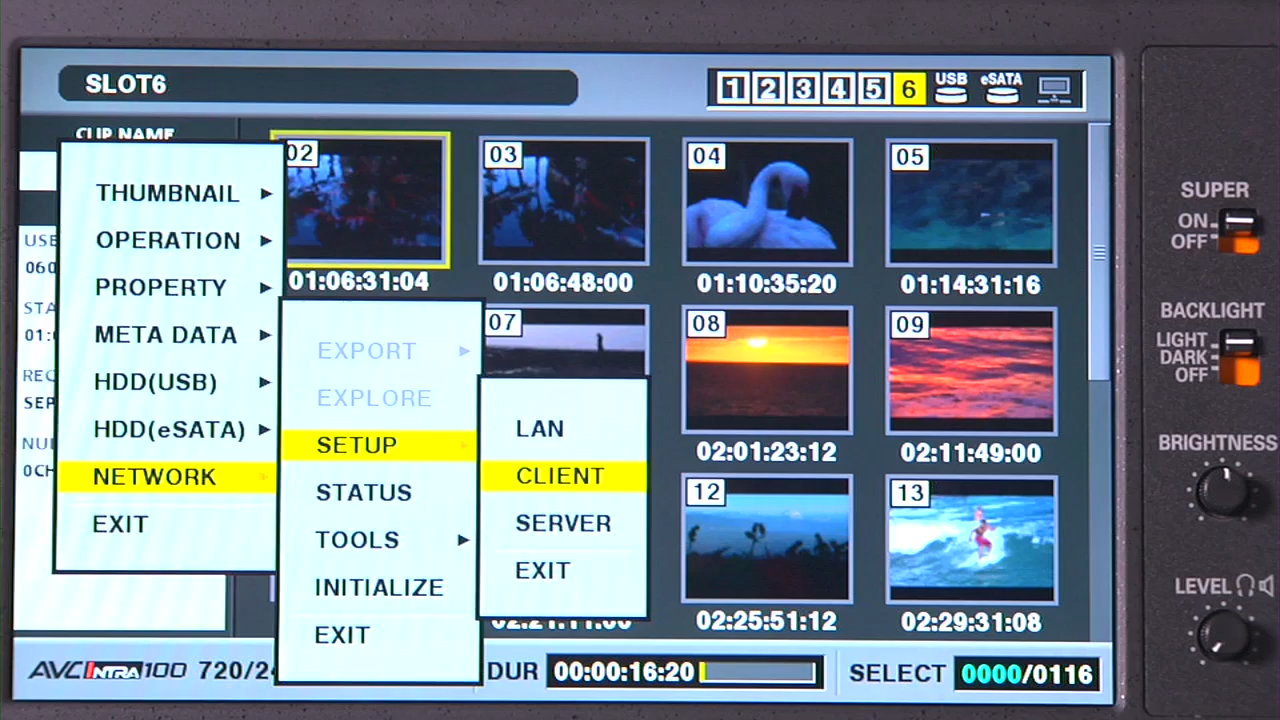 SLOT6
1 2 3 4 5 6 USB eSATA
CLIP NAME
THUMBNAIL
OPERATION
PROPERTY
META DATA
HDD(USB)
HDD(eSATA)
NETWORK
EXIT
EXPORT
EXPLORE
SETUP
STATUS
TOOLS
INITIALIZE
EXIT
LAN
CLIENT
SERVER
EXIT
02 03 04 05
01:06:31:04 01:06:48:00 01:10:35:20 01:14:31:16
07 08 09
02:01:23:12 02:11:49:00
12 13
02:21:11:00 02:25:51:12 02:29:31:08
AVC INTRA 100 720/24
DUR 00:00:16:20
SELECT 0000/0116
SUPER
ON
OFF
BACKLIGHT
LIGHT
DARK
OFF
BRIGHTNESS
LEVEL